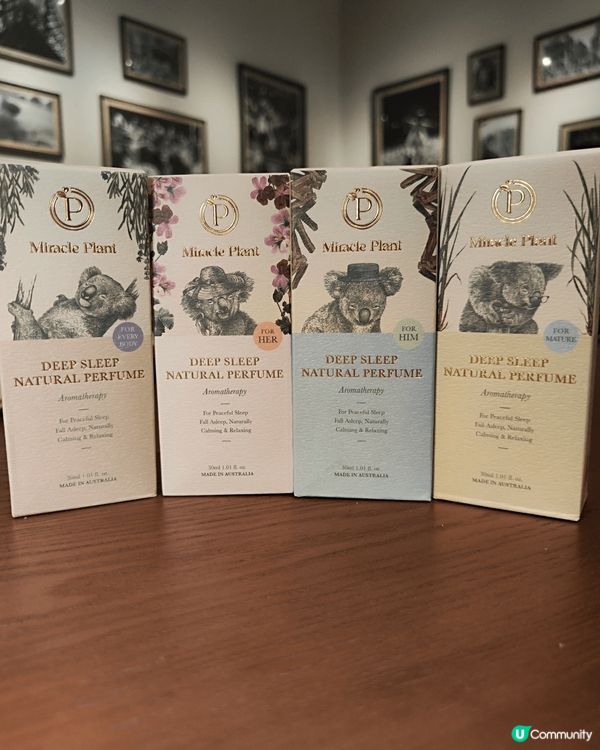 P
Miracle Plant
FOR
EVERY
BODY
DEEP SLEEP
NATURAL PERFUME
Aromatherapy
For Peaceful Sleep
Fall Asleep, Naturally
Calming & Relaxing
30ml 1.01 fl. oz.
MADE IN AUSTRALIA
P
Miracle Plant
FOR
HER
DEEP SLEEP
NATURAL PERFUME
Aromatherapy
For Peaceful Sleep
Fall Asleep, Naturally
Calming & Relaxing
30ml 1.01 fl. oz.
MADE IN AUSTRALIA
P
Miracle Plant
FOR
HIM
DEEP SLEEP
NATURAL PERFUME
Aromatherapy
For Peaceful Sleep
Fall Asleep, Naturally
Calming & Relaxing
30ml 1.01 fl. oz.
MADE IN AUSTRALIA
P
Miracle Plant
FOR
MATURE
DEEP SLEEP
NATURAL PERFUME
Aromatherapy
For Peaceful Sleep
Fall Asleep, Naturally
Calming & Relaxing
30ml 1.01 fl. oz.
MADE IN AUSTRALIA
U Community